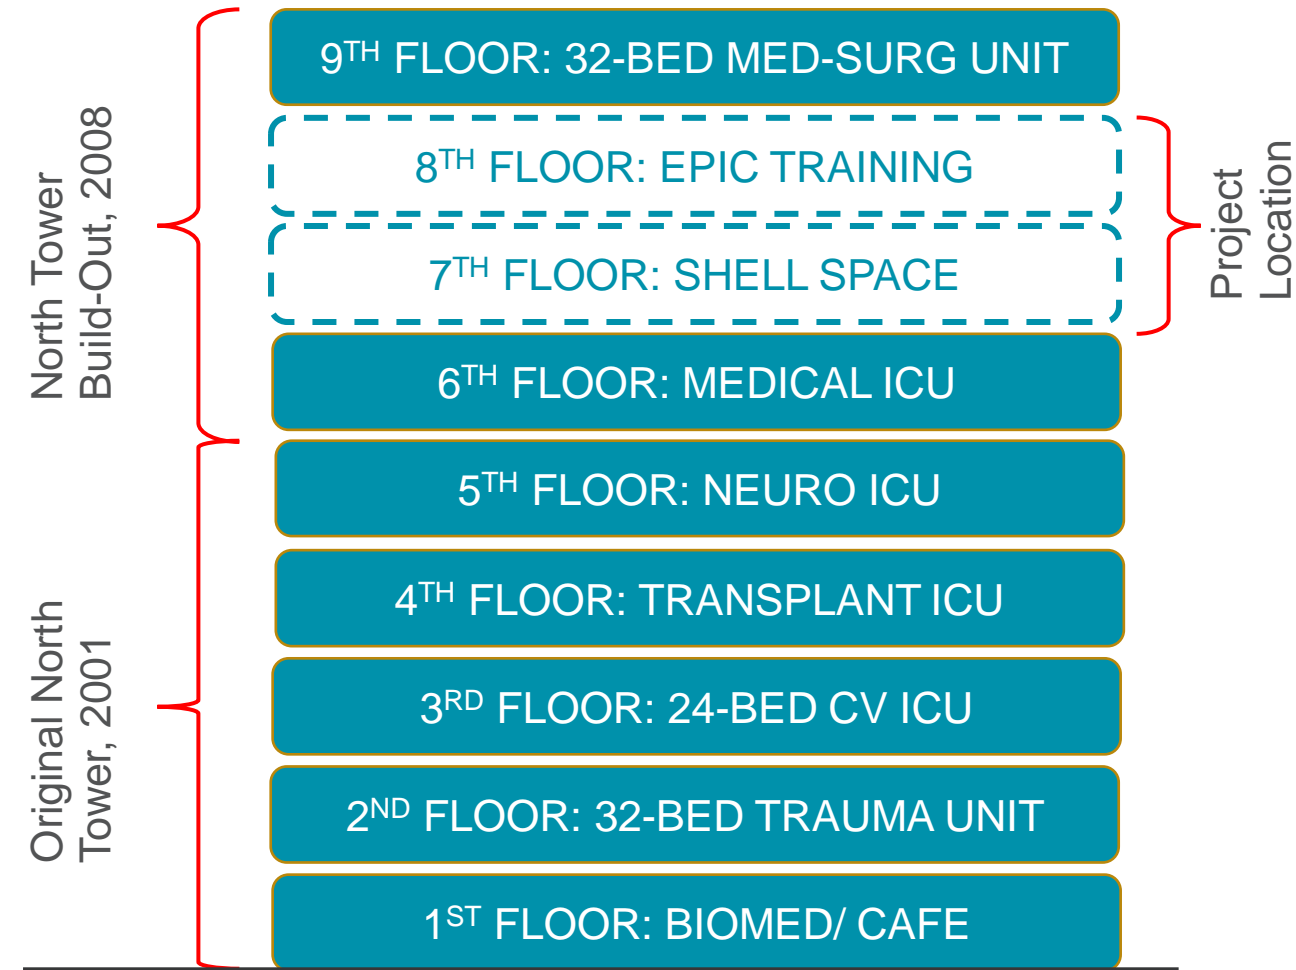 9TH FLOOR: 32-BED MED-SURG UNIT
8TH FLOOR: EPIC TRAINING
7TH FLOOR: SHELL SPACE
6TH FLOOR: MEDICAL ICU
5TH FLOOR: NEURO ICU
4TH FLOOR: TRANSPLANT ICU
3RD FLOOR: 24-BED CV ICU
2ND FLOOR: 32-BED TRAUMA UNIT
1ST FLOOR: BIOMED/ CAFE
North Tower
Build-Out, 2008
Original North
Tower, 2001
Project
Location